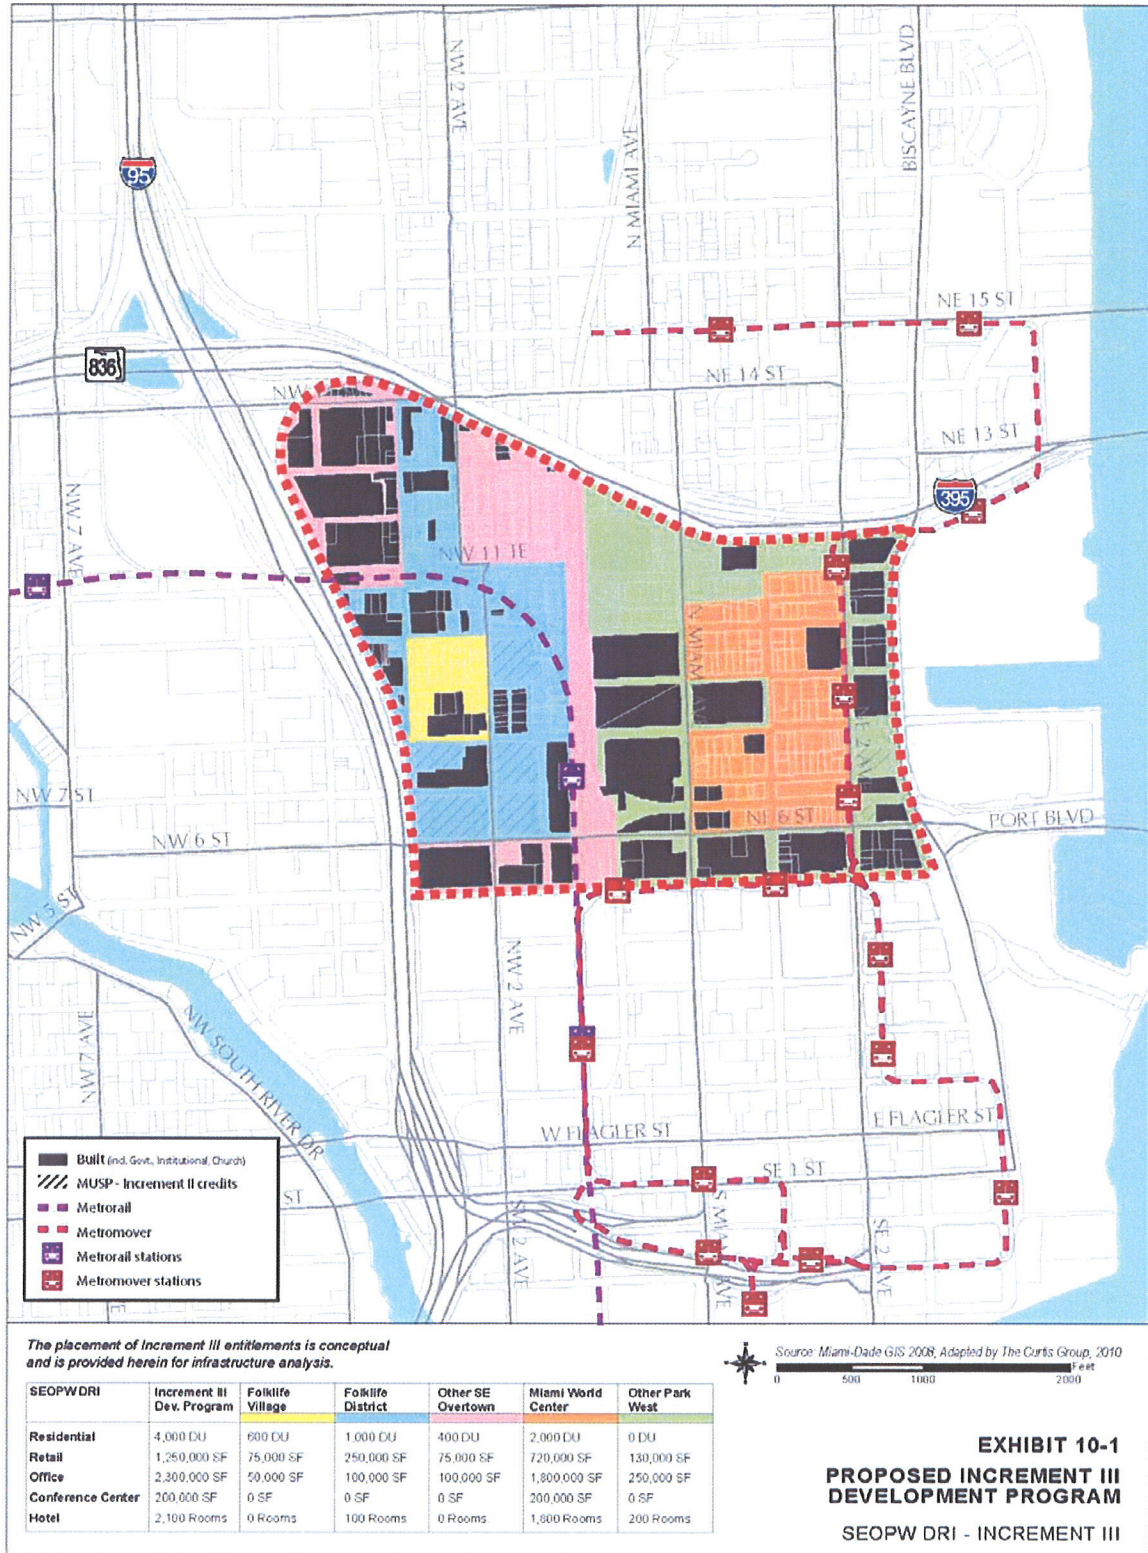 NW 2 AVE
BISCAYNE BLVD
N MIAMI AVE
95
NE 15 ST
836
NE 14 ST
NW
NE 13 ST
395
NW 7 AVE
NW 11 TE
N MIAMI AVE
NE 2 AVE
NW 7 ST
NE 6 ST
PORT BLVD
NW 6 ST
NW 5 ST
NW 2 AVE
NW 7 AVE
NW SOUTH RIVER DR
E FLAGLER ST
W FLAGLER ST
SE 1 ST
ST
SW 2 AVE
S MIAMI AVE
SE 2 AVE
Built (incl. Govt., Institutional, Church)
MUSP - Increment II credits
Metrorail
Metromover
Metrorail stations
Metromover stations
The placement of Increment III entitlements is conceptual
and is provided herein for infrastructure analysis.
Source: Miami-Dade GIS 2008, Adapted by The Curtis Group, 2010
Feet
0 500 1000 2000
SEOPW DRI Increment III Dev. Program Folklife Village Folklife District Other SE Overtown Miami World Center Other Park West
Residential 4,000 DU 600 DU 1,000 DU 400 DU 2,000 DU 0 DU
Retail 1,250,000 SF 75,000 SF 250,000 SF 75,000 SF 720,000 SF 130,000 SF
Office 2,300,000 SF 50,000 SF 100,000 SF 100,000 SF 1,800,000 SF 250,000 SF
Conference Center 200,000 SF 0 SF 0 SF 0 SF 200,000 SF 0 SF
Hotel 2,100 Rooms 0 Rooms 100 Rooms 0 Rooms 1,800 Rooms 200 Rooms
EXHIBIT 10-1
PROPOSED INCREMENT III
DEVELOPMENT PROGRAM
SEOPW DRI - INCREMENT III